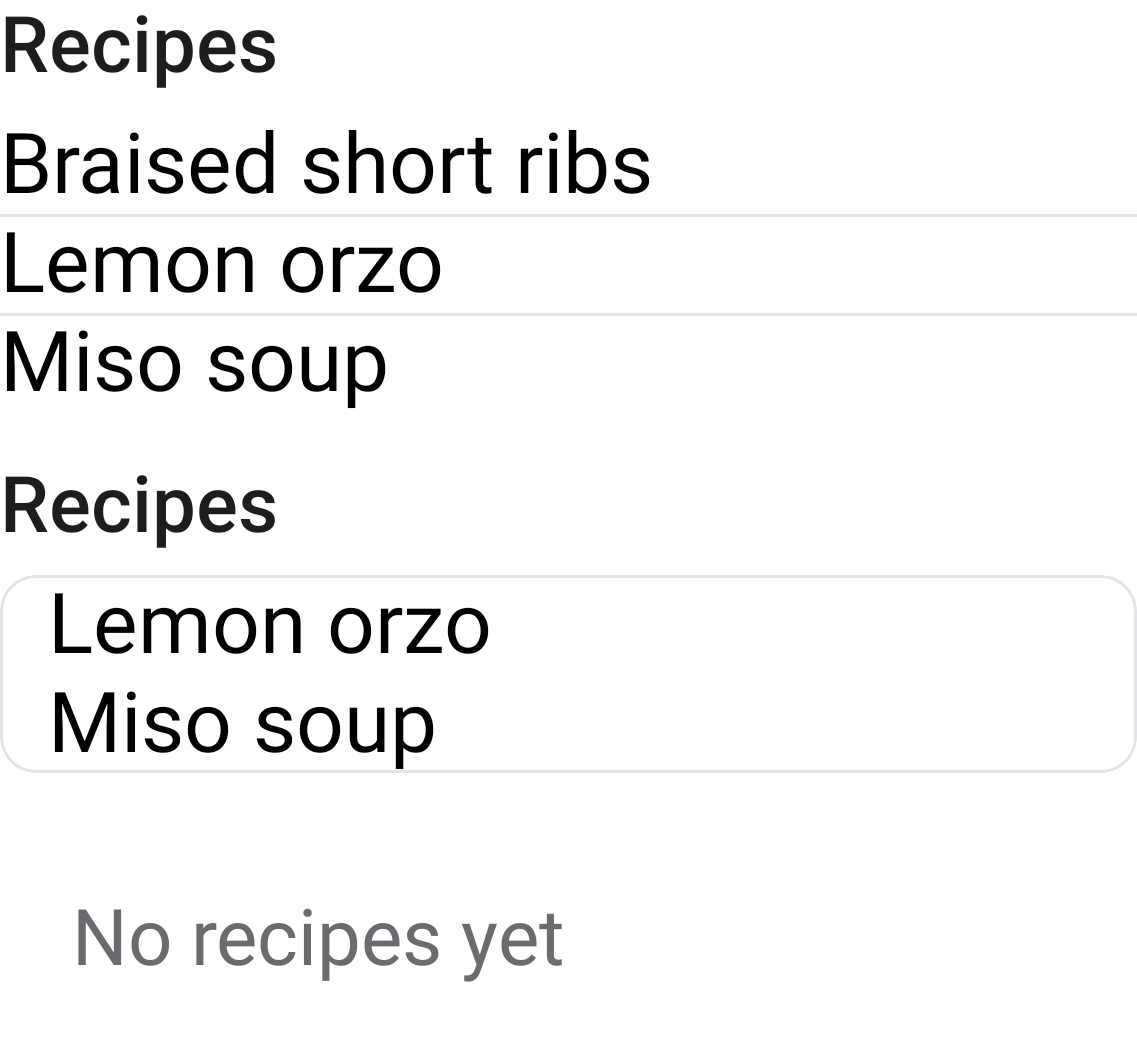 Recipes
Braised short ribs
Lemon orzo
Miso soup
Recipes
Lemon orzo
Miso soup
No recipes yet